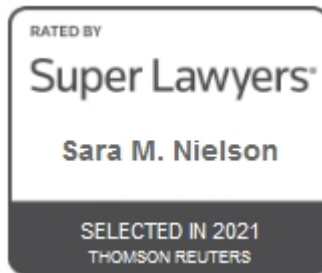 RATED BY
Super Lawyers®
Sara M. Nielson
SELECTED IN 2021
THOMSON REUTERS